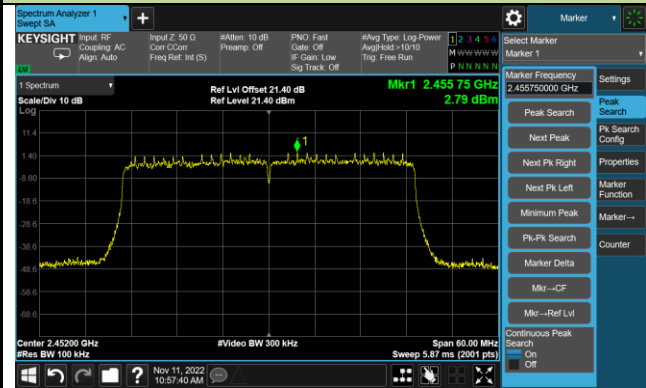 Spectrum Analyzer 1
Swept SA
Marker
KEYSIGHT
Input: RF
Coupling: AC
Align: Auto
Input Z: 50 Ω
Corr CCorr
Freq Ref: Int (S)
#Atten: 10 dB
Preamp: Off
PNO: Fast
Gate: Off
IF Gain: Low
Sig Track: Off
#Avg Type: Log-Power
Avg|Hold:>10/10
Trig: Free Run
1 2 3 4 5 6
M W W W W W
P N N N N N
Select Marker
Marker 1
LXI
1 Spectrum
Scale/Div 10 dB
Log
Ref Lvl Offset 21.40 dB
Ref Level 21.40 dBm
Mkr1 2.455 75 GHz
2.79 dBm
11.4
1.40
-8.60
-18.6
-28.6
-38.6
-48.6
-58.6
-68.6
1
Center 2.45200 GHz
#Res BW 100 kHz
#Video BW 300 kHz
Span 60.00 MHz
Sweep 5.87 ms (2001 pts)
Marker Frequency
2.455750000 GHz
Peak Search
Next Peak
Next Pk Right
Next Pk Left
Minimum Peak
Pk-Pk Search
Marker Delta
Mkr→CF
Mkr→Ref Lvl
Continuous Peak
Search
On
Off
Settings
Peak
Search
Pk Search
Config
Properties
Marker
Function
Marker→
Counter
Nov 11, 2022
10:57:40 AM